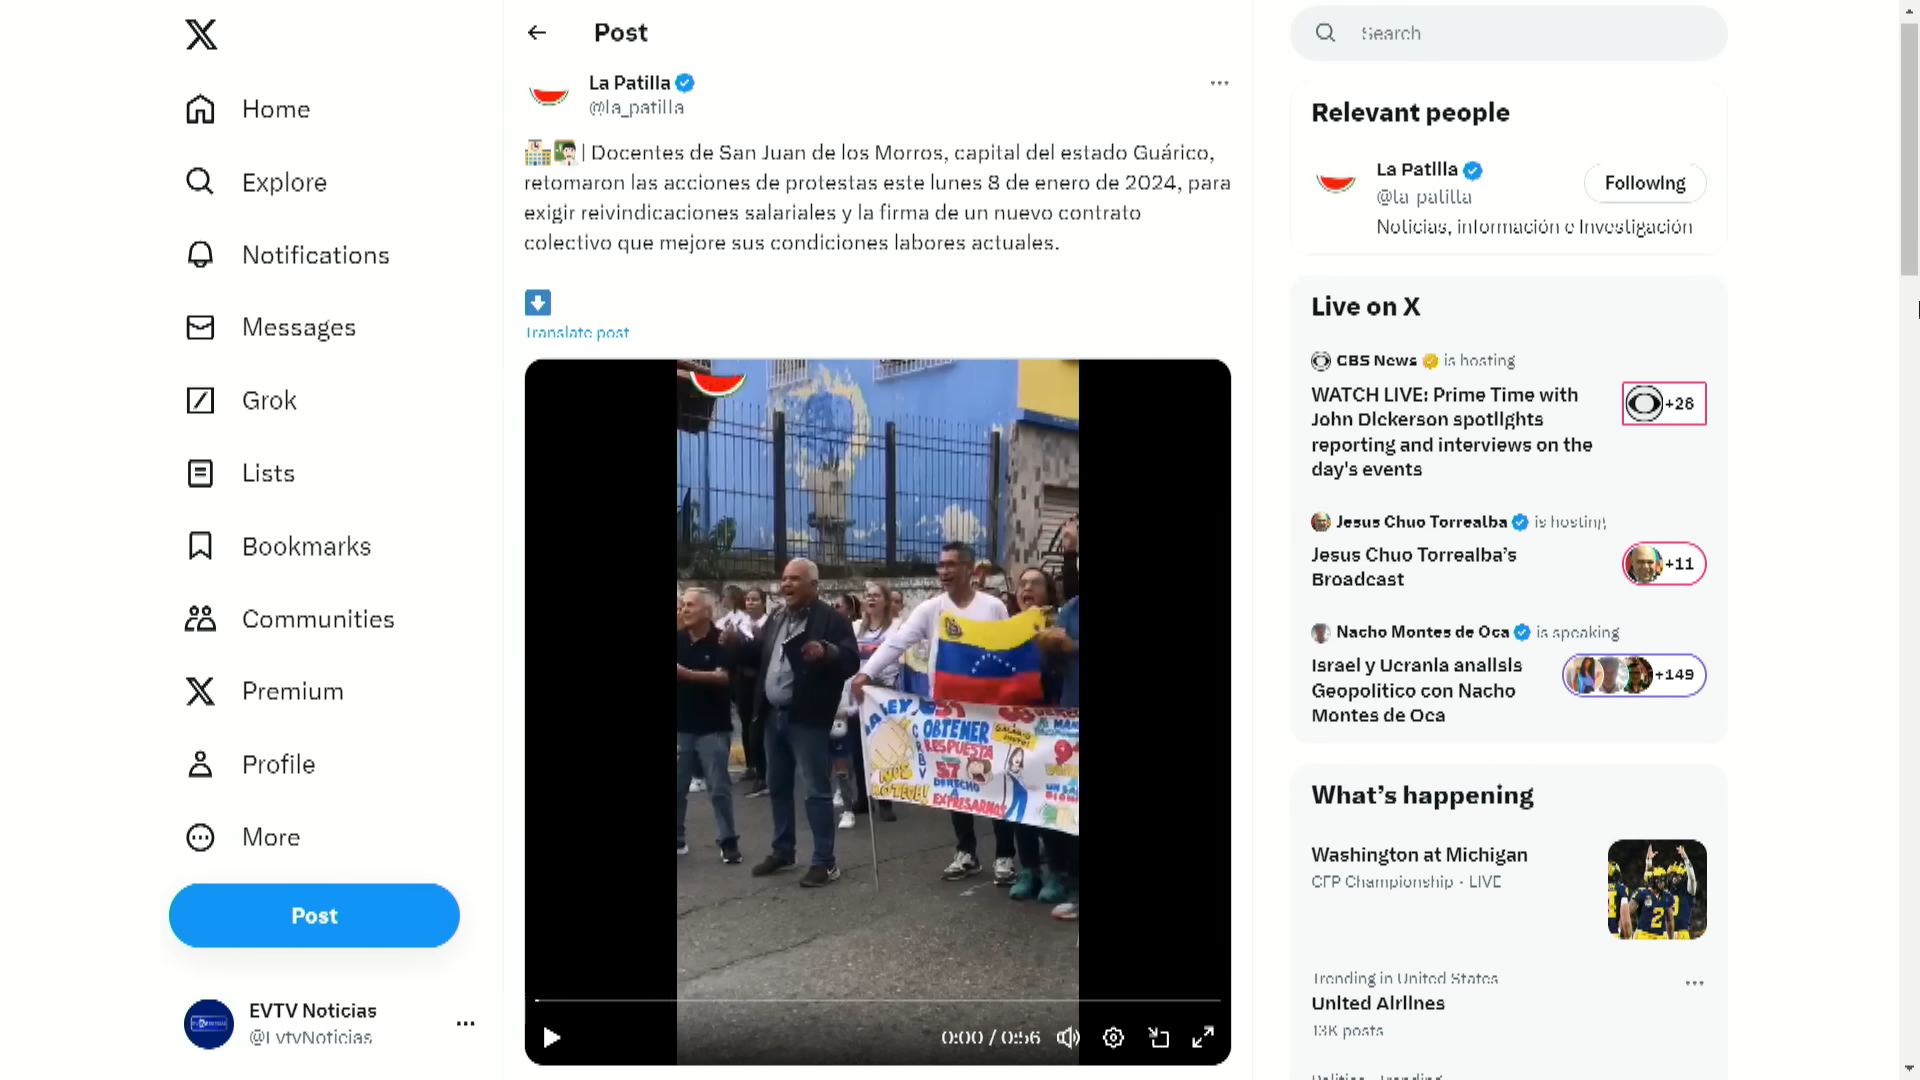 Post
Search
La Patilla
@la_patilla
| Docentes de San Juan de los Morros, capital del estado Guárico,
retomaron las acciones de protestas este lunes 8 de enero de 2024, para
exigir reivindicaciones salariales y la firma de un nuevo contrato
colectivo que mejore sus condiciones labores actuales.
Translate post
LEY
OBTENER
RESPUESTA
57
DERECHO
A
EXPRESARNOS
NOS
0:00 / 0:56
Home
Explore
Notifications
Messages
Grok
Lists
Bookmarks
Communities
Premium
Profile
More
Post
EVTV Noticias
@EvtvNoticias
Relevant people
La Patilla
@la_patilla
Following
Noticias, información e Investigación
Live on X
CBS News is hosting
WATCH LIVE: Prime Time with
John Dickerson spotlights
reporting and interviews on the
day's events
+28
Jesus Chuo Torrealba is hosting
Jesus Chuo Torrealba’s
Broadcast
+11
Nacho Montes de Oca is speaking
Israel y Ucrania analisis
Geopolitico con Nacho
Montes de Oca
+149
What’s happening
Washington at Michigan
CFP Championship · LIVE
Trending in United States
United Airlines
13K posts